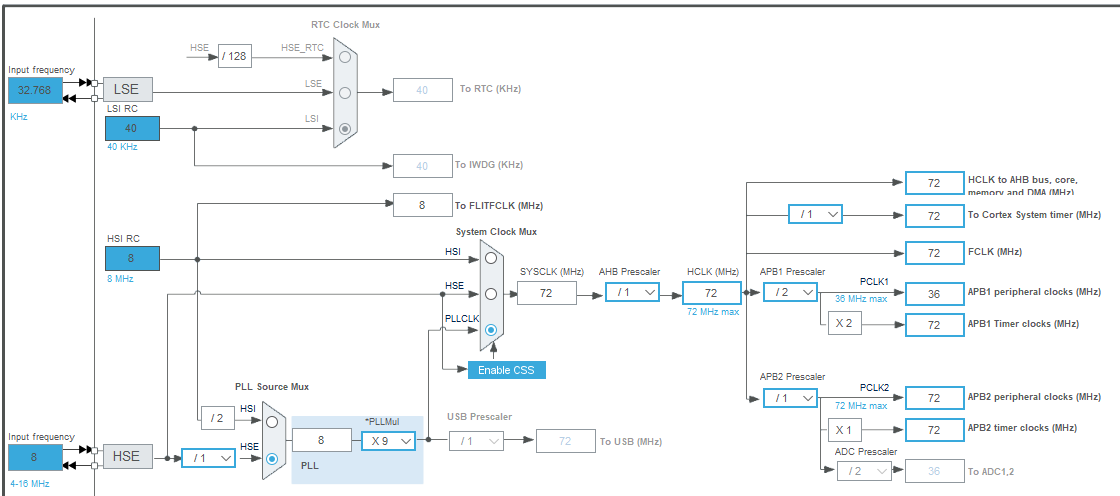 RTC Clock Mux
HSE
/ 128
HSE_RTC
Input frequency
32.768
KHz
LSE
LSE
40
To RTC (KHz)
LSI RC
40
40 KHz
LSI
40
To IWDG (KHz)
8
To FLITFCLK (MHz)
HSI RC
8
8 MHz
System Clock Mux
HSI
HSE
PLLCLK
Enable CSS
SYSCLK (MHz)
72
AHB Prescaler
/ 1
HCLK (MHz)
72
72 MHz max
72
HCLK to AHB bus, core,
memory and DMA (MHz)
/ 1
72
To Cortex System timer (MHz)
72
FCLK (MHz)
APB1 Prescaler
/ 2
PCLK1
36 MHz max
36
APB1 peripheral clocks (MHz)
X 2
72
APB1 Timer clocks (MHz)
APB2 Prescaler
/ 1
PCLK2
72 MHz max
72
APB2 peripheral clocks (MHz)
X 1
72
APB2 timer clocks (MHz)
ADC Prescaler
/ 2
36
To ADC1,2
PLL Source Mux
/ 2
HSI
HSE
Input frequency
8
4-16 MHz
HSE
/ 1
8
PLL
*PLLMul
X 9
USB Prescaler
/ 1
72
To USB (MHz)